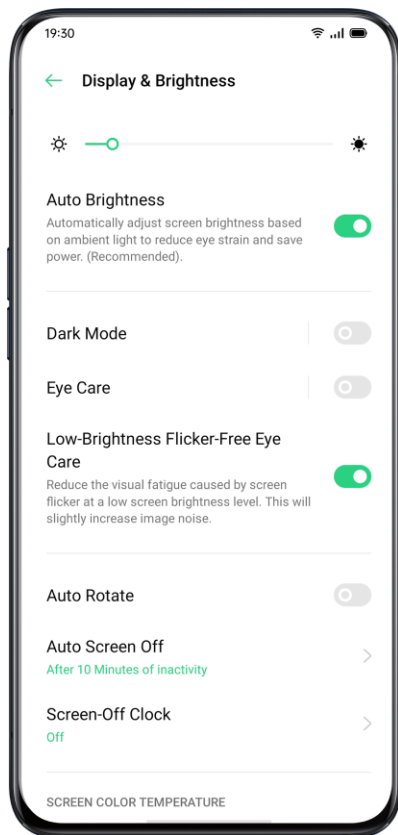 19:30
Display & Brightness
Auto Brightness
Automatically adjust screen brightness based
on ambient light to reduce eye strain and save
power. (Recommended).
Dark Mode
Eye Care
Low-Brightness Flicker-Free Eye
Care
Reduce the visual fatigue caused by screen
flicker at a low screen brightness level. This will
slightly increase image noise.
Auto Rotate
Auto Screen Off
After 10 Minutes of inactivity
Screen-Off Clock
Off
SCREEN COLOR TEMPERATURE